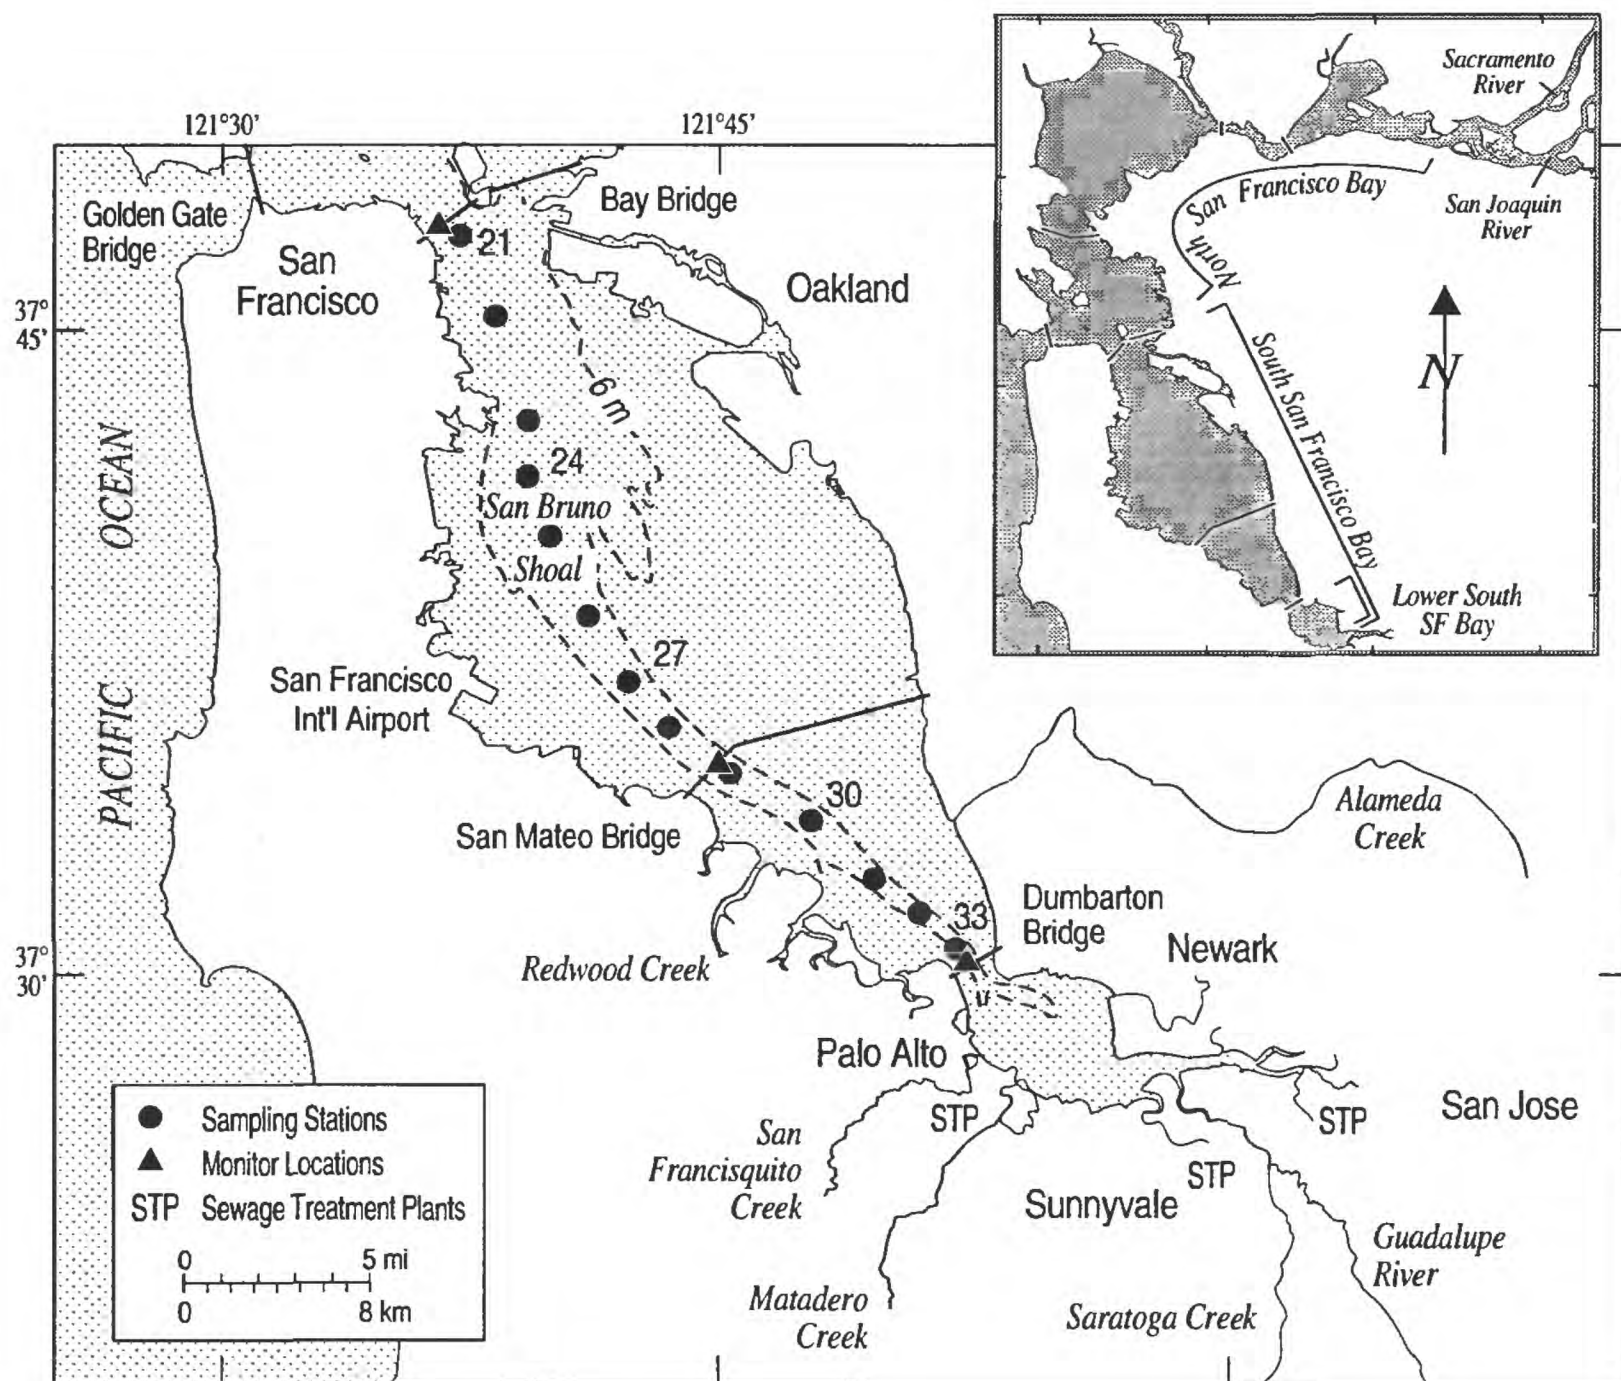 121°30'
121°45'
Sacramento
River
San Francisco Bay
North
San Joaquin
River
South San Francisco Bay
N
Lower South
SF Bay
Golden Gate
Bridge
Bay Bridge
21
San
Francisco
Oakland
37°
45'
6 m
24
San Bruno
Shoal
PACIFIC OCEAN
27
San Francisco
Int'l Airport
30
San Mateo Bridge
Alameda
Creek
33
Dumbarton
Bridge
Newark
37°
30'
Redwood Creek
Palo Alto
STP
STP
San Jose
San
Francisquito
Creek
STP
Sunnyvale
Guadalupe
River
Matadero
Creek
Saratoga Creek
Sampling Stations
Monitor Locations
STP Sewage Treatment Plants
0 5 mi
0 8 km